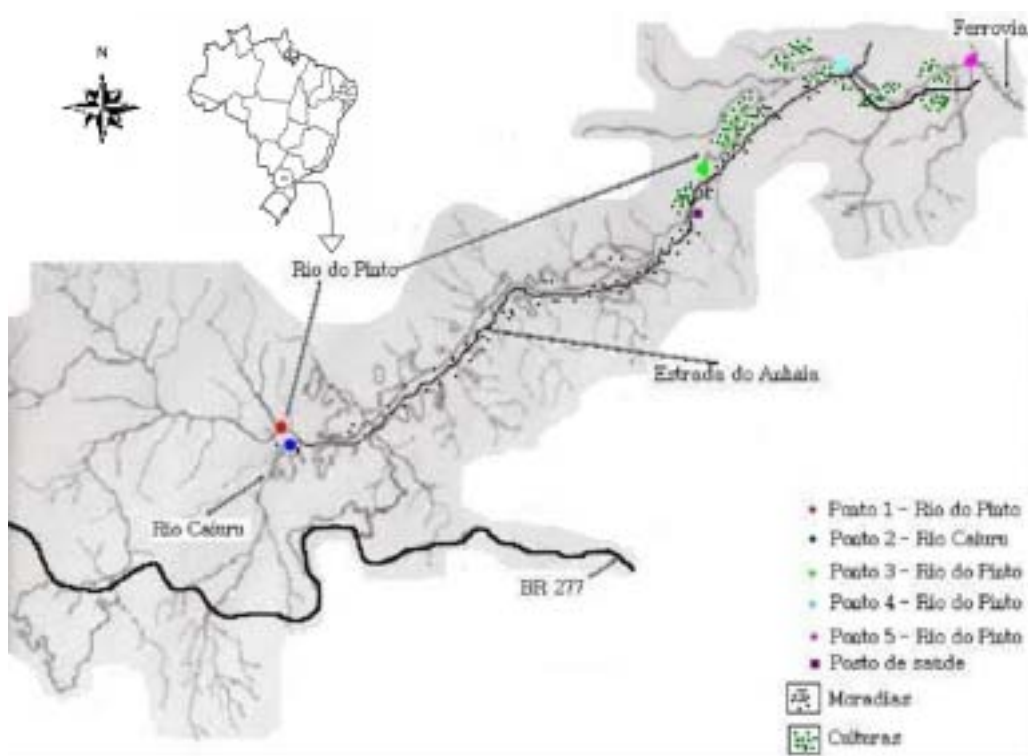 N
Ferrovia
Rio do Pinto
Estrada do Anhaia
Rio Caiuru
BR 277
Ponto 1 - Rio do Pinto
Ponto 2 - Rio Caiuru
Ponto 3 - Rio do Pinto
Ponto 4 - Rio do Pinto
Ponto 5 - Rio do Pinto
Posto de saúde
Moradias
Culturas